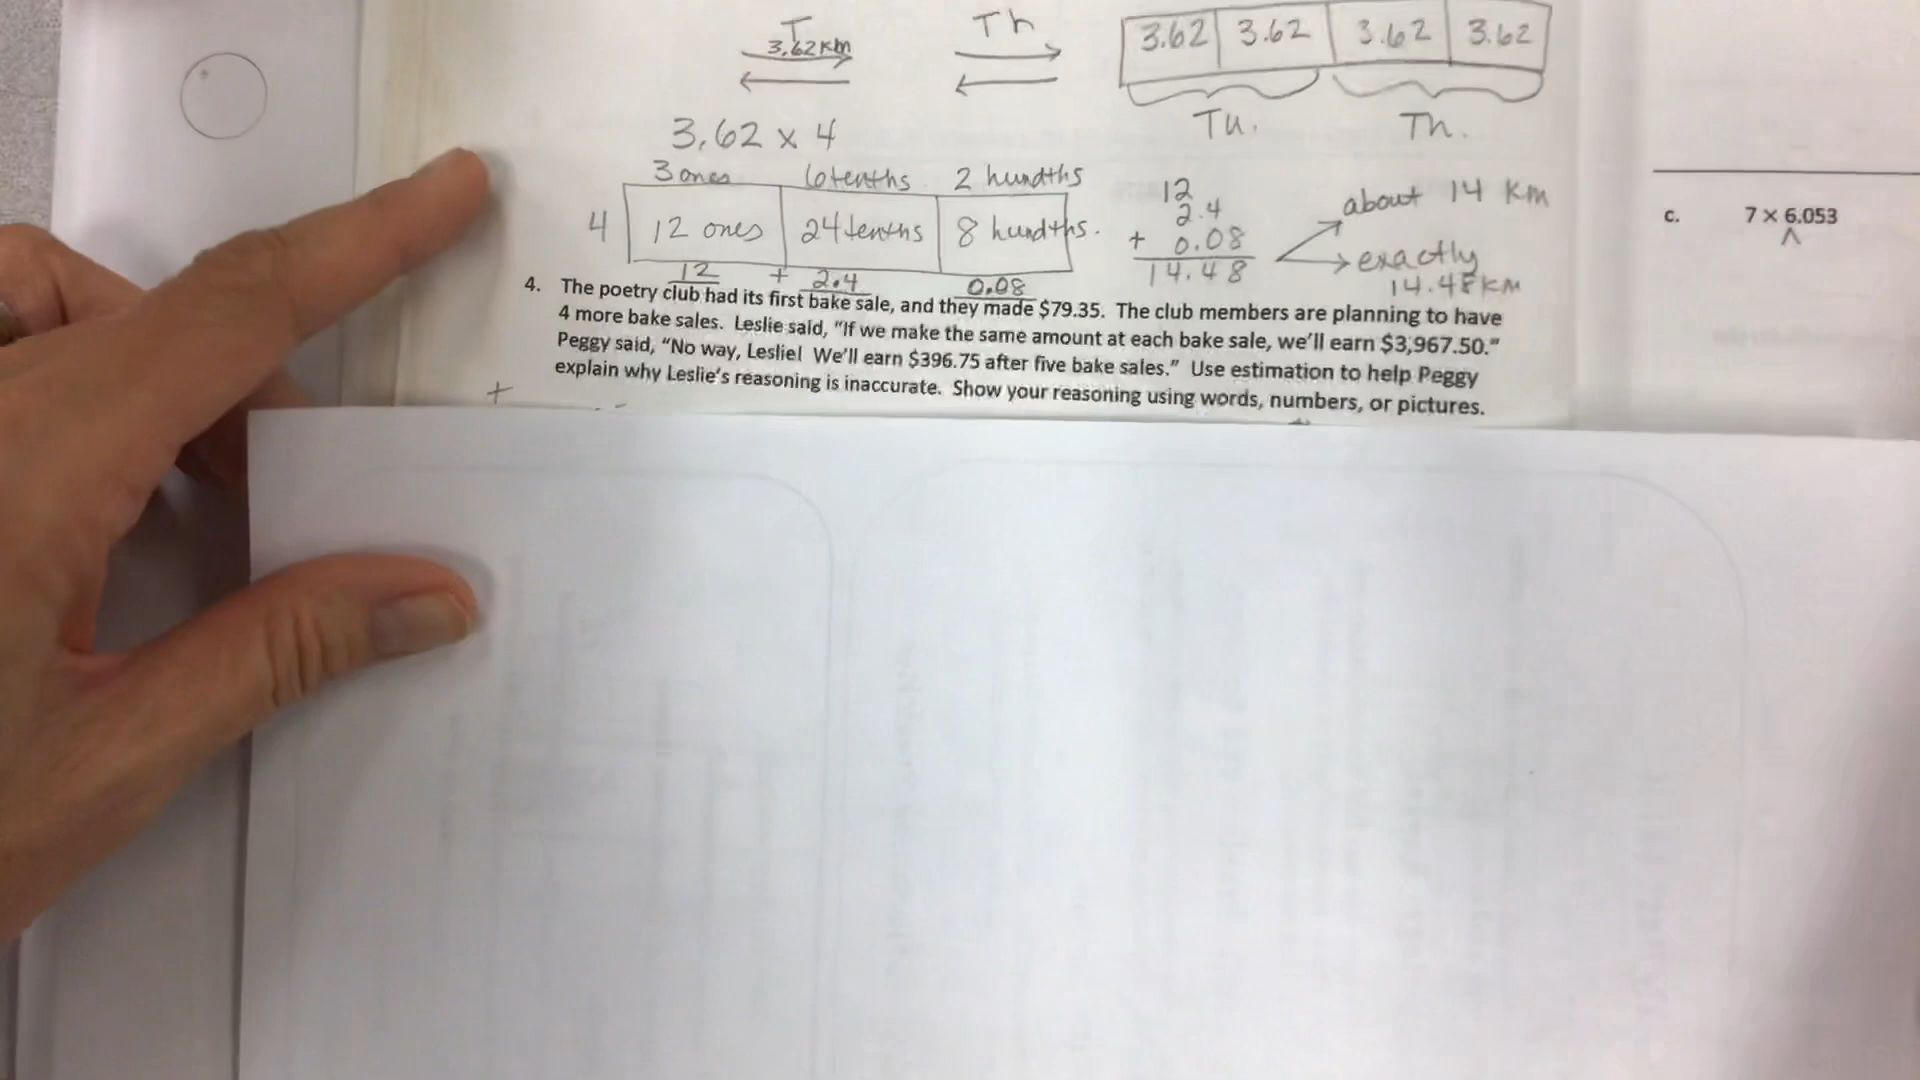 T
3.62km
Th
3.62 3.62 3.62 3.62
Tu.
Th.
3.62 x 4
3 ones 6 tenths 2 hundths
4 12 ones 24 tenths 8 hundths.
12 + 2.4 0.08
12
2.4
+ 0.08
14.48
about 14 km
exactly
14.48km
4. The poetry club had its first bake sale, and they made $79.35. The club members are planning to have
4 more bake sales. Leslie said, “If we make the same amount at each bake sale, we’ll earn $3,967.50.”
Peggy said, “No way, Leslie! We’ll earn $396.75 after five bake sales.” Use estimation to help Peggy
explain why Leslie’s reasoning is inaccurate. Show your reasoning using words, numbers, or pictures.
+
c. 7 × 6.053